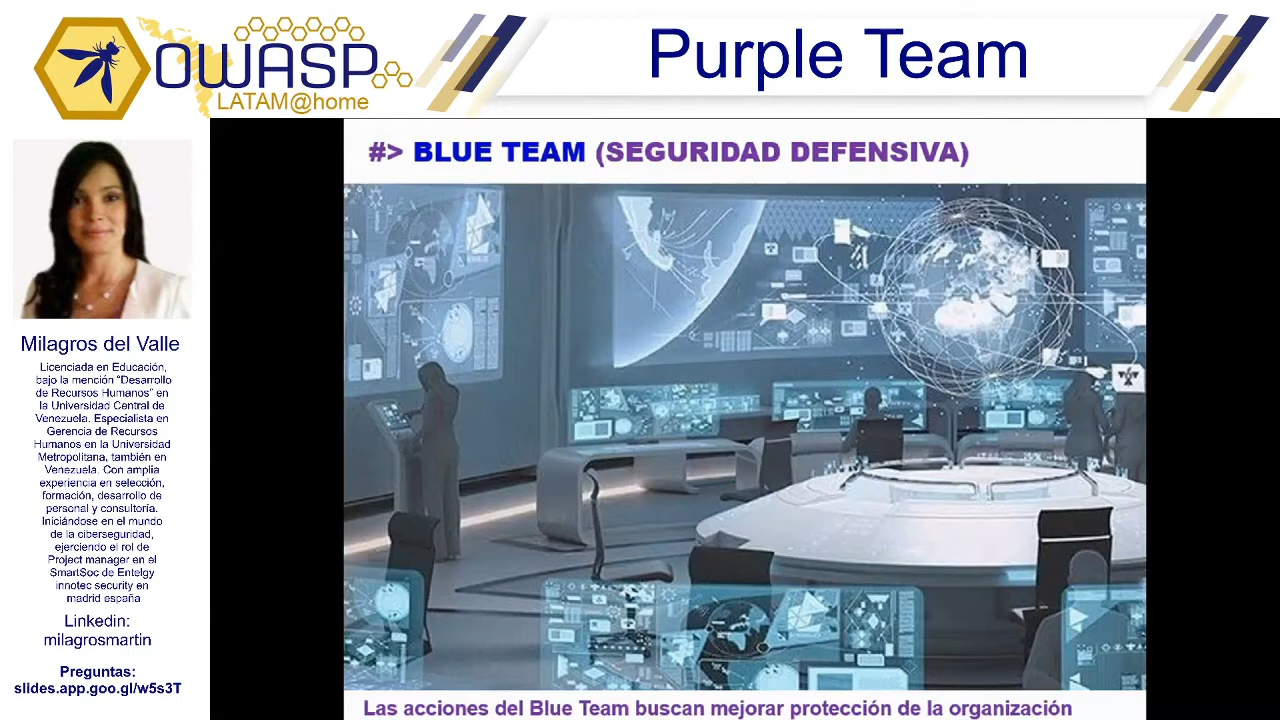 OWASP
LATAM@home
Purple Team
#> BLUE TEAM (SEGURIDAD DEFENSIVA)
Milagros del Valle
Licenciada en Educación,
bajo la mención “Desarrollo
de Recursos Humanos” en
la Universidad Central de
Venezuela. Especialista en
Gerencia de Recursos
Humanos en la Universidad
Metropolitana, también en
Venezuela. Con amplia
experiencia en selección,
formación, desarrollo de
personal y consultoría.
Iniciándose en el mundo
de la ciberseguridad,
ejerciendo el rol de
Project manager en el
SmartSoc de Entelgy
innotec security en
madrid españa
Linkedin:
milagrosmartin
Preguntas:
slides.app.goo.gl/w5s3T
Las acciones del Blue Team buscan mejorar protección de la organización